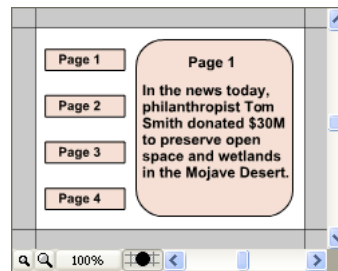 Page 1
Page 2
Page 3
Page 4
Page 1
In the news today,
philanthropist Tom
Smith donated $30M
to preserve open
space and wetlands
in the Mojave Desert.
100%